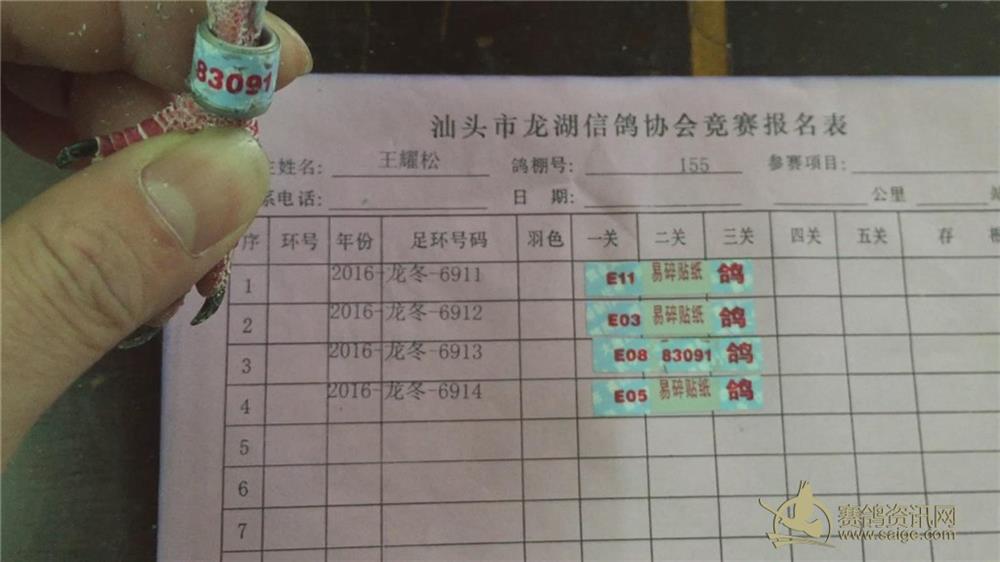 83091
汕头市龙湖信鸽协会竞赛报名表
主姓名: 王耀松 鸽棚号: 155 参赛项目:
系电话: 日 期: 公里
序 环号 年份 足环号码 羽色 一关 二关 三关 四关 五关 存
1 2016-龙冬-6911 E11 易碎贴纸 鸽
2 2016-龙冬-6912 E03 易碎贴纸 鸽
3 2016-龙冬-6913 E08 83091 鸽
4 2016-龙冬-6914 E05 易碎贴纸 鸽
5
6
7
赛鸽资讯网
www.saigc.com